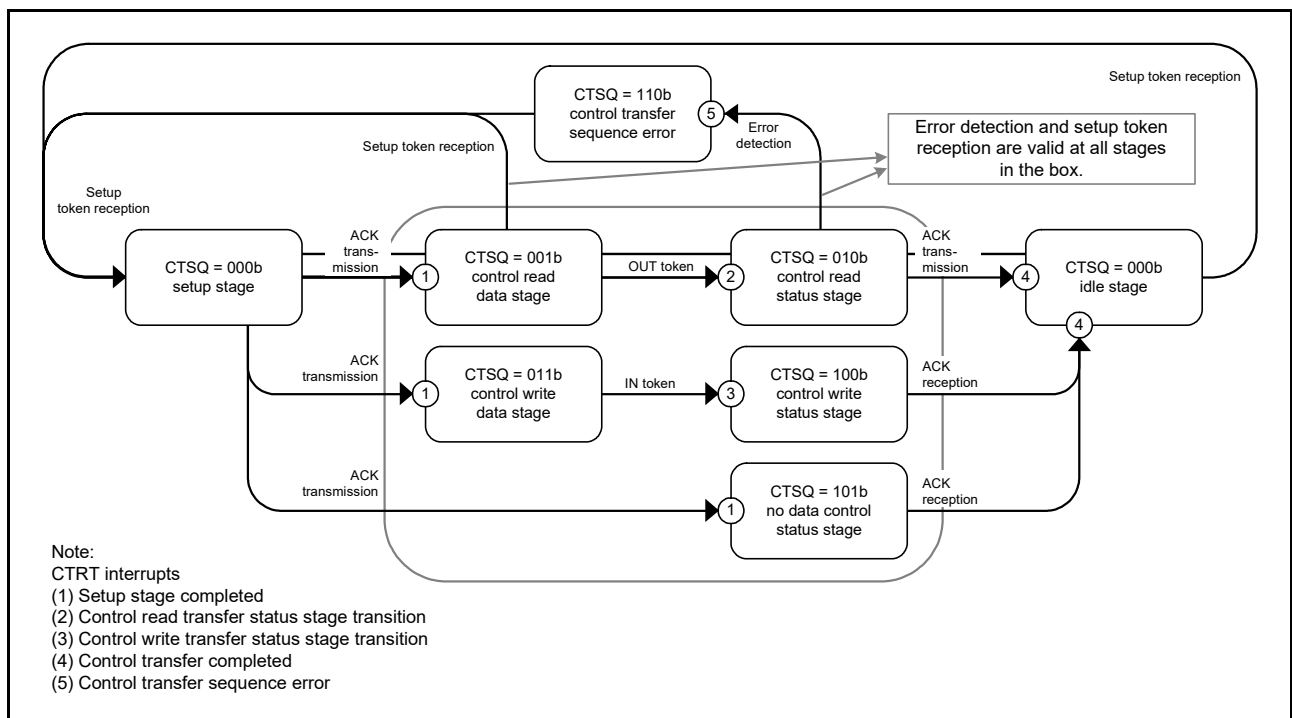 Setup token reception
CTSQ = 110b
control transfer
sequence error
5
Error
detection
Setup token reception
Error detection and setup token
reception are valid at all stages
in the box.
Setup
token reception
CTSQ = 000b
setup stage
ACK
trans-
mission
1
CTSQ = 001b
control read
data stage
OUT token
2
CTSQ = 010b
control read
status stage
ACK
trans-
mission
4
CTSQ = 000b
idle stage
4
ACK
transmission
1
CTSQ = 011b
control write
data stage
IN token
3
CTSQ = 100b
control write
status stage
ACK
reception
ACK
transmission
1
CTSQ = 101b
no data control
status stage
ACK
reception
Note:
CTRT interrupts
(1) Setup stage completed
(2) Control read transfer status stage transition
(3) Control write transfer status stage transition
(4) Control transfer completed
(5) Control transfer sequence error